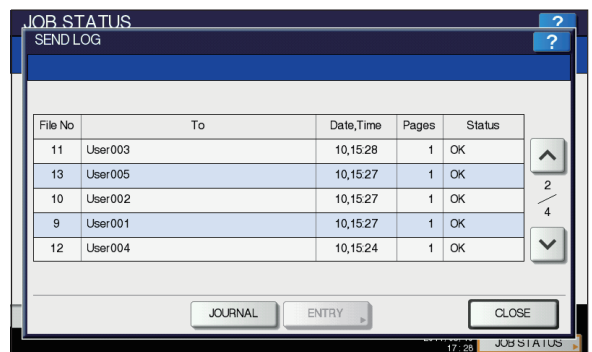 JOB STATUS ?
SEND LOG ?
File No To Date,Time Pages Status
11 User003 10,15:28 1 OK
13 User005 10,15:27 1 OK
10 User002 10,15:27 1 OK
9 User001 10,15:27 1 OK
12 User004 10,15:24 1 OK
2
4
JOURNAL ENTRY CLOSE
17:28 JOB STATUS